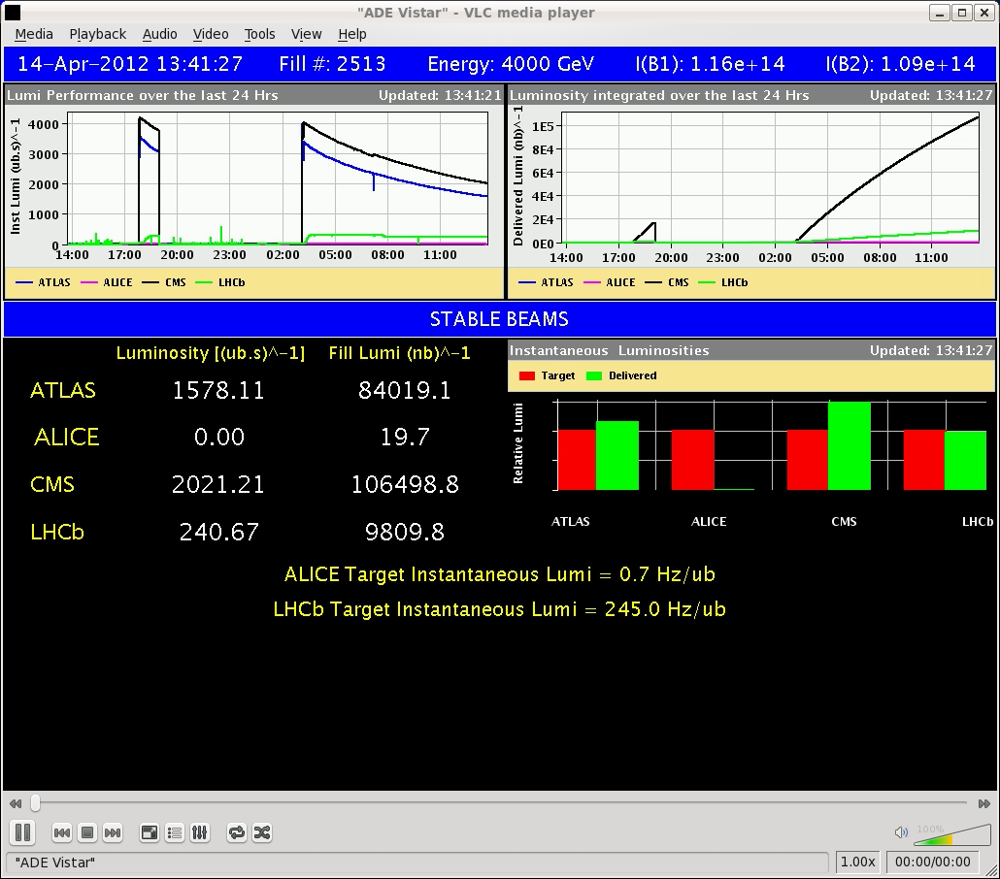 "ADE Vistar" - VLC media player
Media Playback Audio Video Tools View Help
14-Apr-2012 13:41:27 Fill #: 2513 Energy: 4000 GeV I(B1): 1.16e+14 I(B2): 1.09e+14
Lumi Performance over the last 24 Hrs Updated: 13:41:21
Inst Lumi (ub.s)^-1
4000
3000
2000
1000
0
14:00 17:00 20:00 23:00 02:00 05:00 08:00 11:00
ATLAS ALICE CMS LHCb
Luminosity integrated over the last 24 Hrs Updated: 13:41:27
Delivered Lumi (nb)^-1
1E5
8E4
6E4
4E4
2E4
0E0
14:00 17:00 20:00 23:00 02:00 05:00 08:00 11:00
ATLAS ALICE CMS LHCb
STABLE BEAMS
Luminosity [(ub.s)^-1] Fill Lumi (nb)^-1
ATLAS 1578.11 84019.1
ALICE 0.00 19.7
CMS 2021.21 106498.8
LHCb 240.67 9809.8
Instantaneous Luminosities Updated: 13:41:27
Target Delivered
Relative Lumi
ATLAS ALICE CMS LHCb
ALICE Target Instantaneous Lumi = 0.7 Hz/ub
LHCb Target Instantaneous Lumi = 245.0 Hz/ub
100%
"ADE Vistar" 1.00x 00:00/00:00